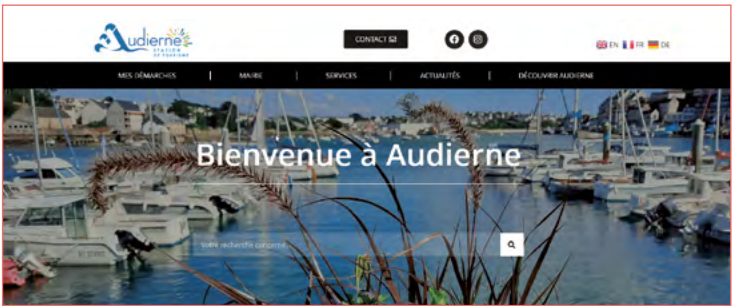 Audierne
STATION
DE TOURISME
CONTACT
EN FR DE
MES DÉMARCHES | MAIRIE | SERVICES | ACTUALITÉS | DÉCOUVRIR AUDIERNE
Bienvenue à Audierne
Votre recherche concerne